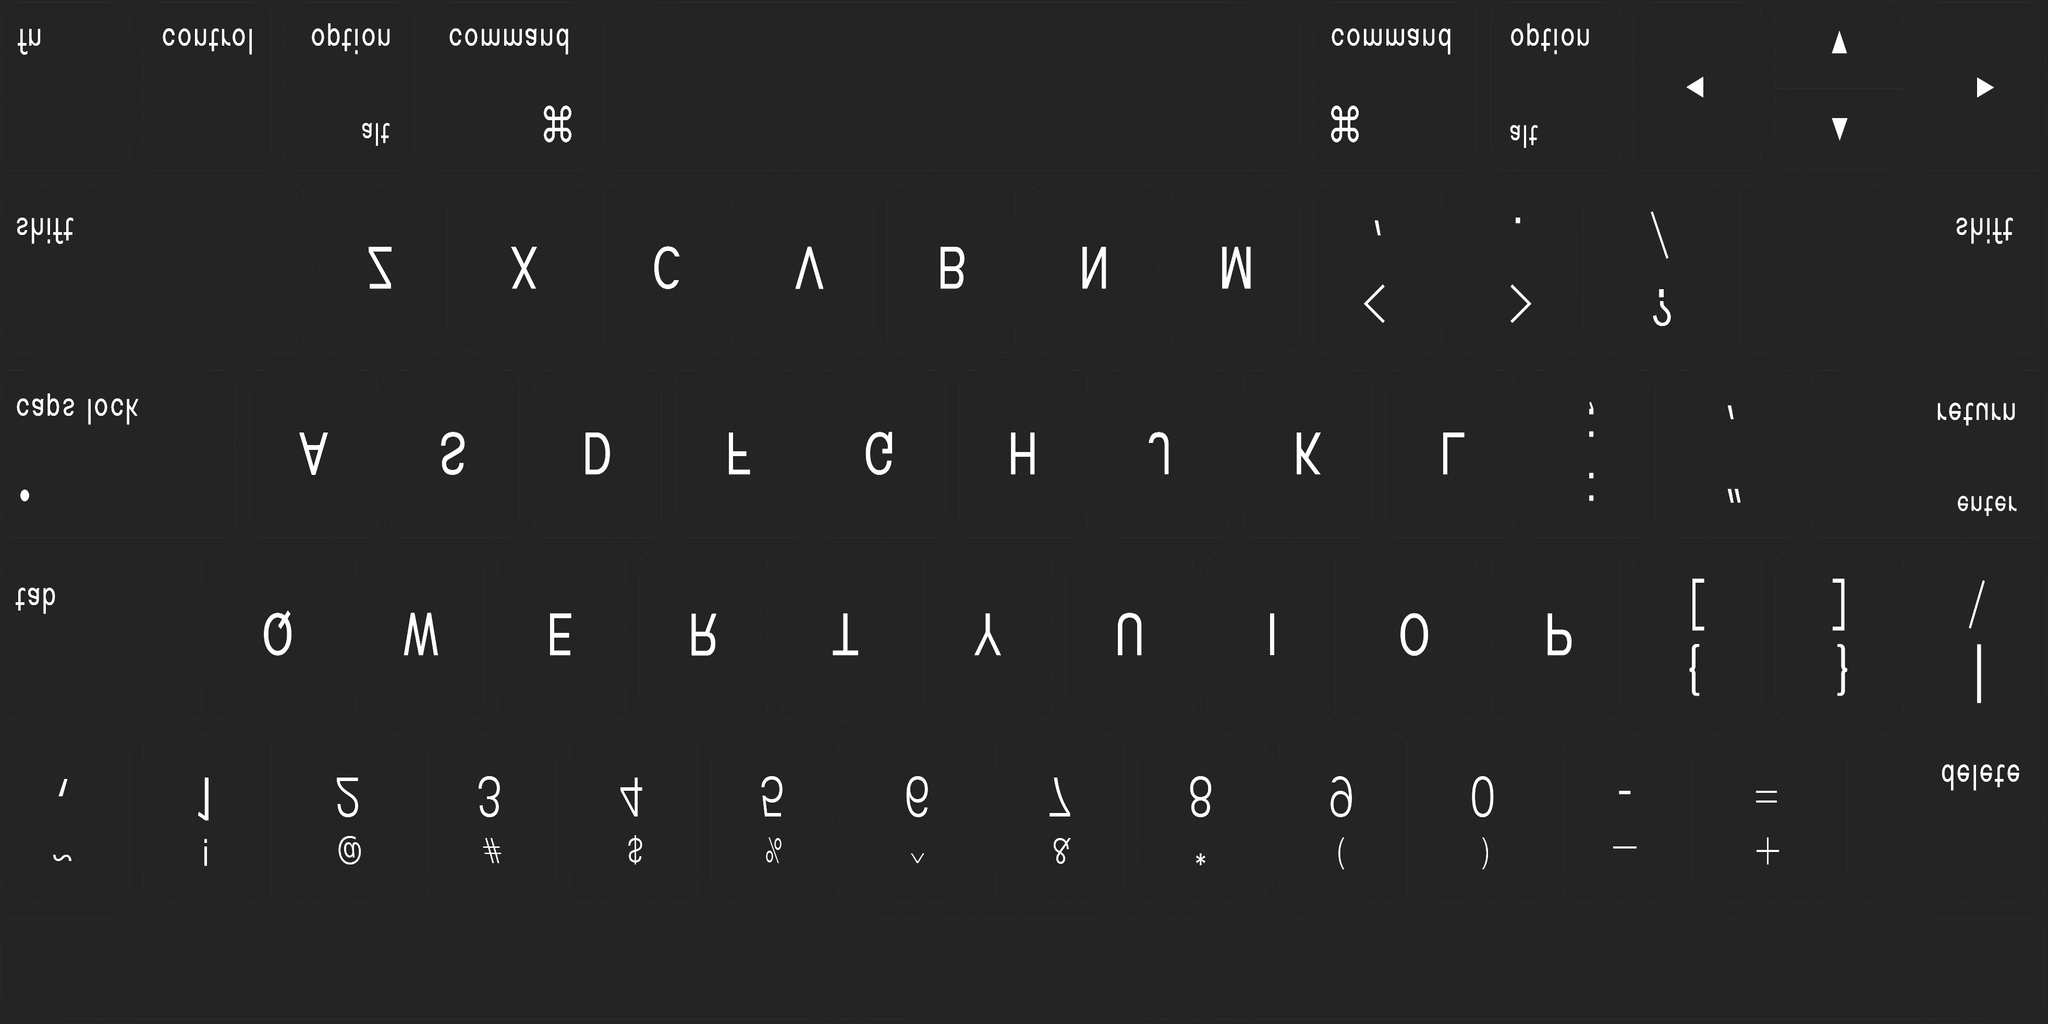 fn control option command command option ◀ ▲ ▶
alt ⌘ ⌘ alt ▼
shift Z X C V B N M , . / shift
< > ?
caps lock A S D F G H J K L ; ' return
• : " enter
tab Q W E R T Y U I O P [ ] \
{ } |
` 1 2 3 4 5 6 7 8 9 0 - = delete
~ ! @ # $ % ^ & * ( ) _ +